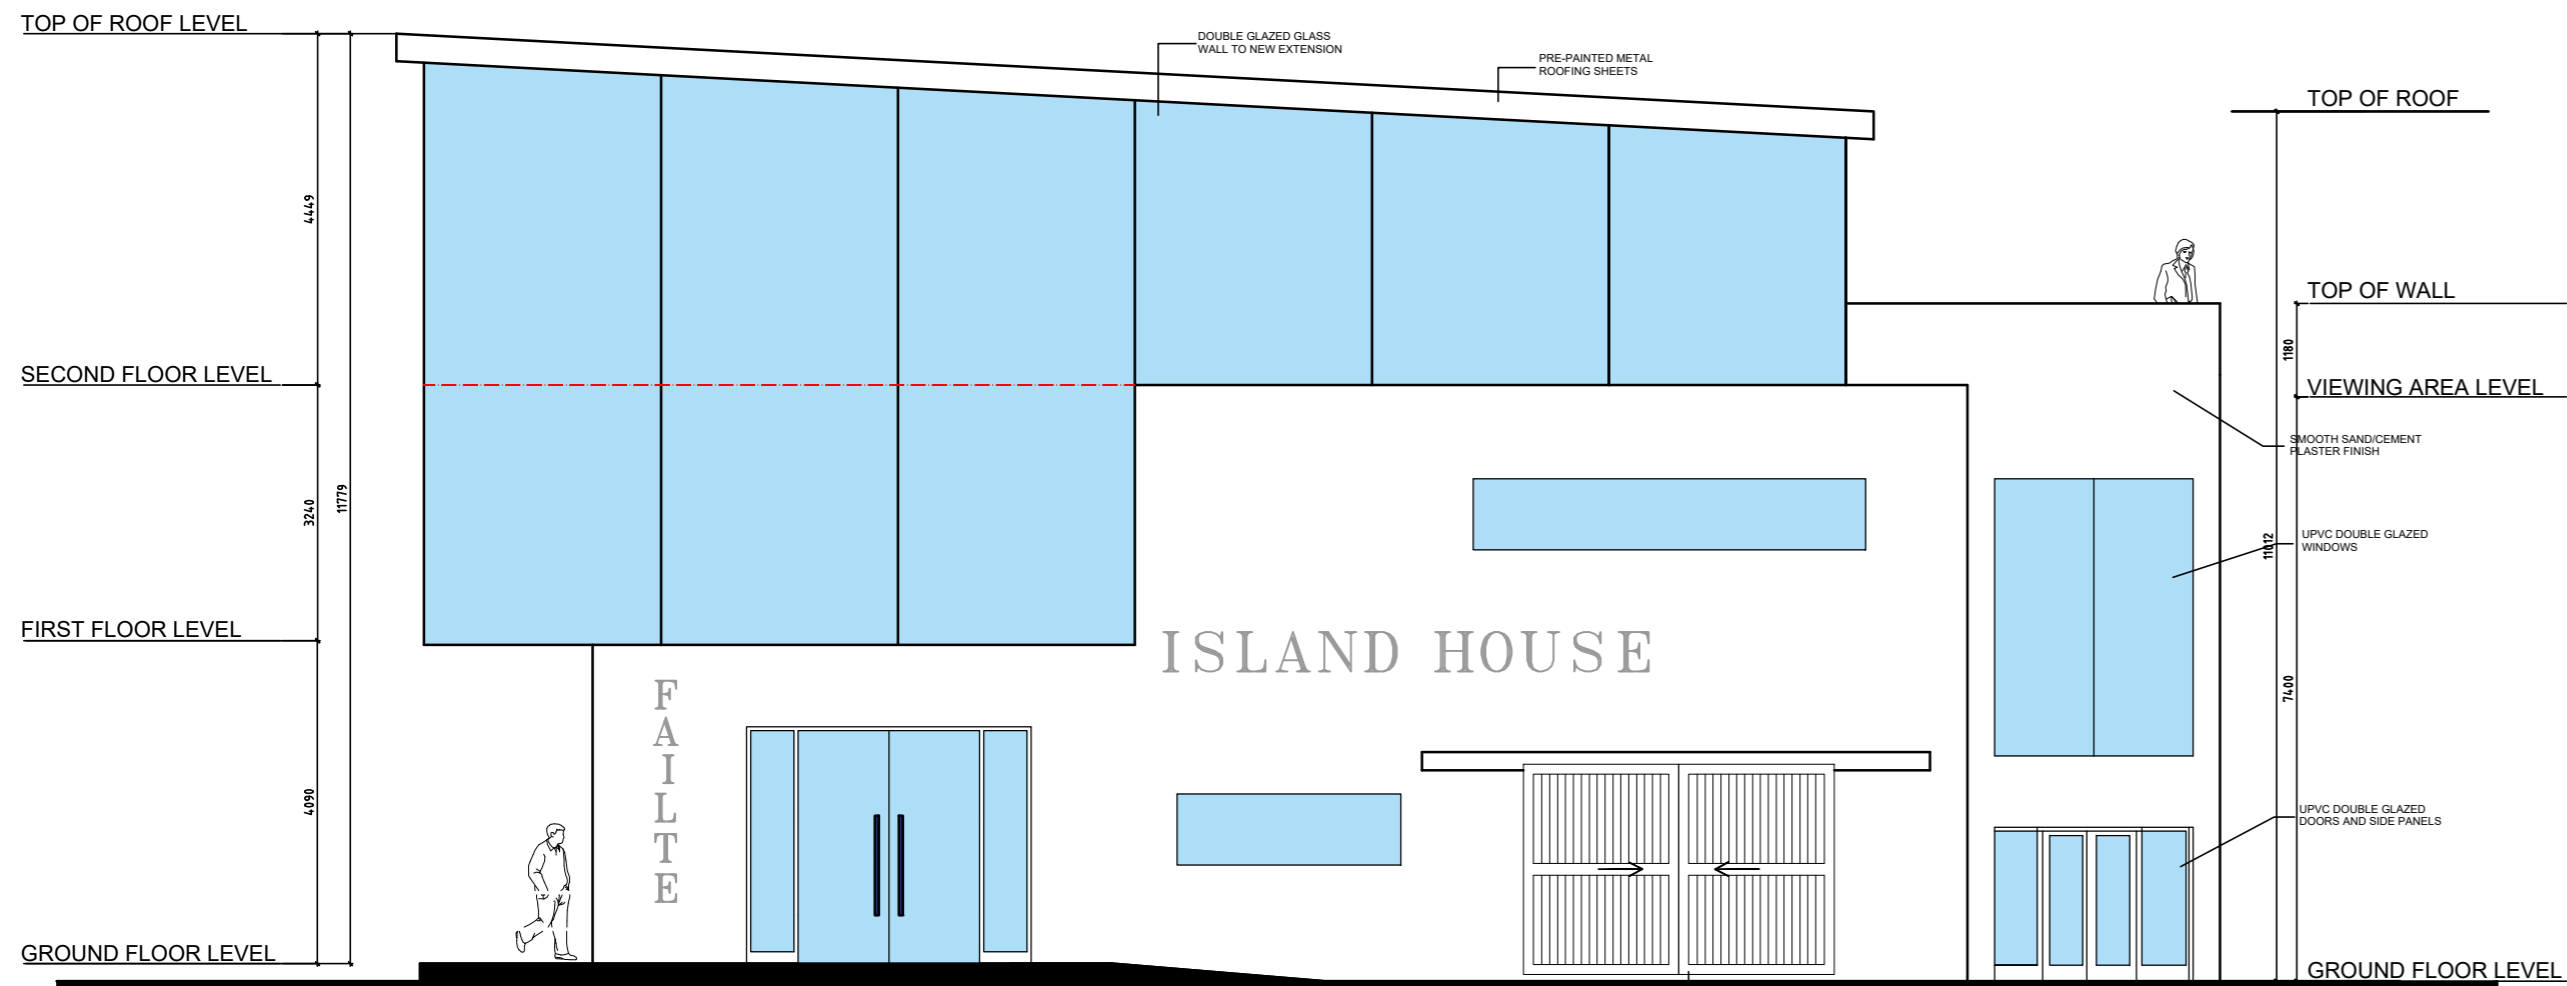 TOP OF ROOF LEVEL
DOUBLE GLAZED GLASS
WALL TO NEW EXTENSION
PRE-PAINTED METAL
ROOFING SHEETS
TOP OF ROOF
4449
TOP OF WALL
1180
SECOND FLOOR LEVEL
VIEWING AREA LEVEL
SMOOTH SAND/CEMENT
PLASTER FINISH
3240
11779
11012
UPVC DOUBLE GLAZED
WINDOWS
FIRST FLOOR LEVEL
ISLAND HOUSE
7400
F
A
I
L
T
E
4090
UPVC DOUBLE GLAZED
DOORS AND SIDE PANELS
GROUND FLOOR LEVEL
GROUND FLOOR LEVEL